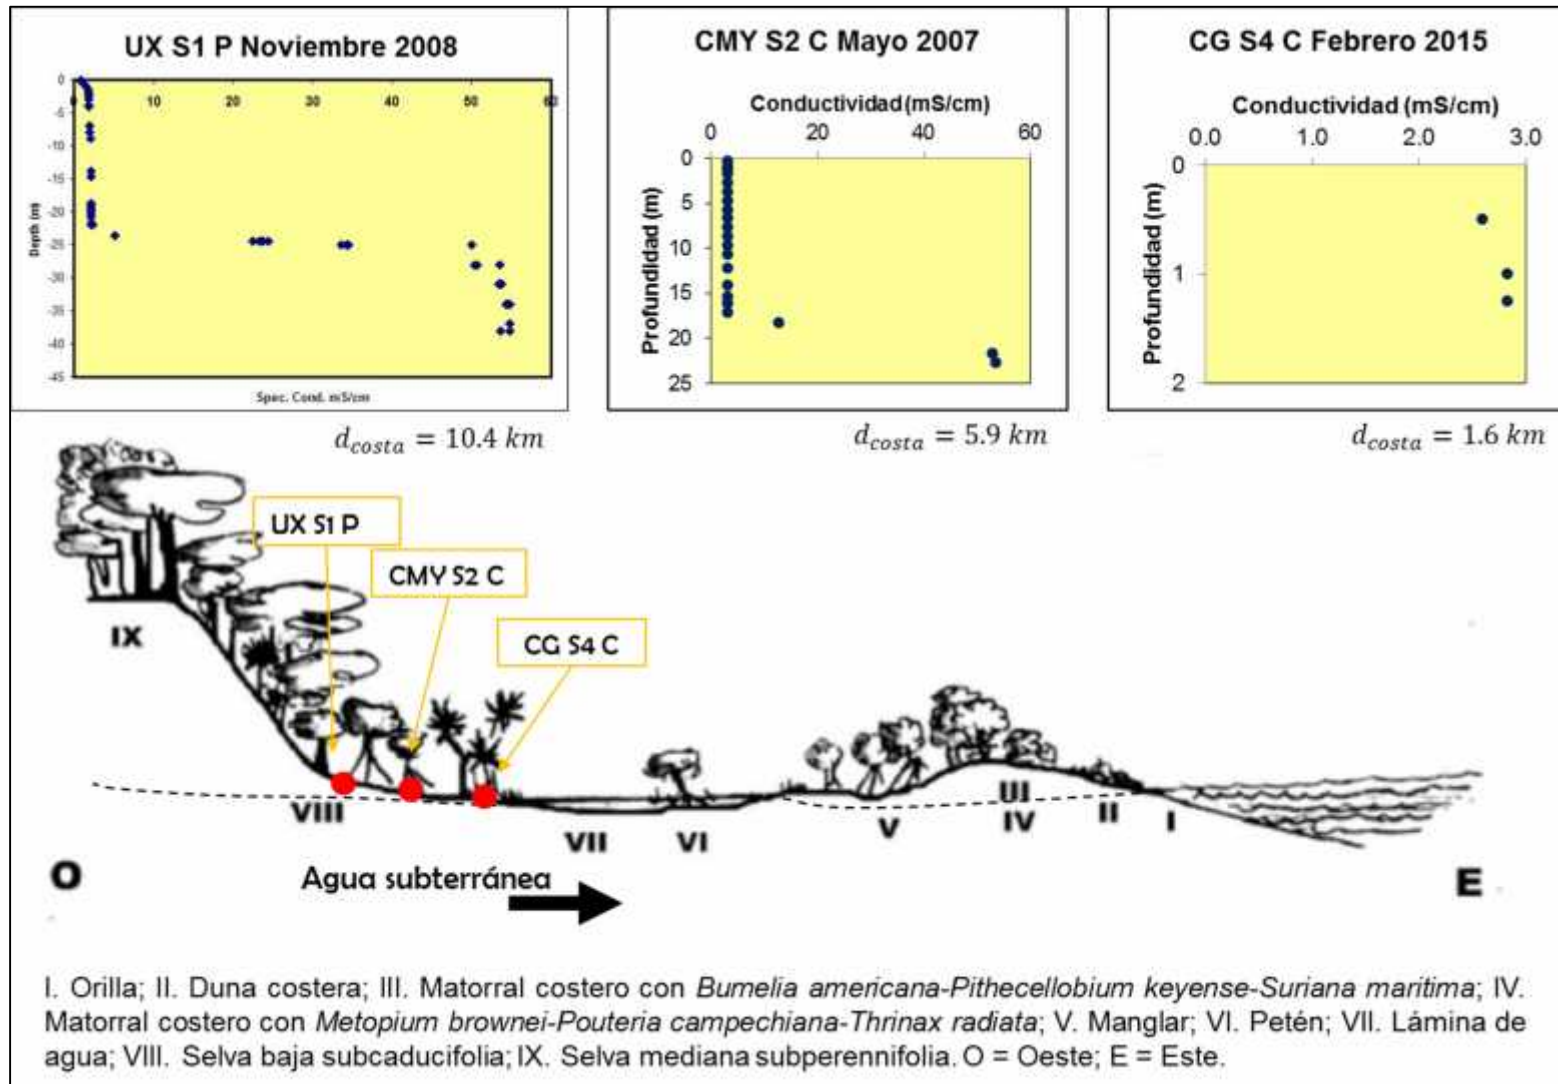 UX S1 P Noviembre 2008
0
0 10 20 30 40 50 60
-5
-10
-15
-20
-25
-30
-35
-40
-45
Depth (m)
Spec. Cond. mS/cm
d_costa = 10.4 km
CMY S2 C Mayo 2007
Conductividad (mS/cm)
0 20 40 60
0
5
10
15
20
25
Profundidad (m)
d_costa = 5.9 km
CG S4 C Febrero 2015
Conductividad (mS/cm)
0.0 1.0 2.0 3.0
0
1
2
Profundidad (m)
d_costa = 1.6 km
UX S1 P
CMY S2 C
CG S4 C
IX
VIII
VII
VI
V
III
IV
II
I
O
Agua subterránea
E
I. Orilla; II. Duna costera; III. Matorral costero con Bumelia americana-Pithecellobium keyense-Suriana maritima; IV.
Matorral costero con Metopium brownei-Pouteria campechiana-Thrinax radiata; V. Manglar; VI. Petén; VII. Lámina de
agua; VIII. Selva baja subcaducifolia; IX. Selva mediana subperennifolia. O = Oeste; E = Este.